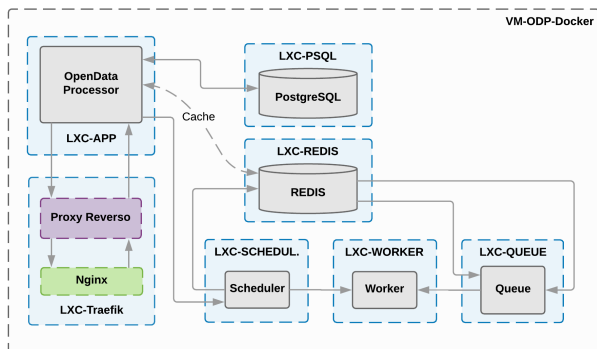 VM-ODP-Docker
OpenData
Processor
LXC-APP
LXC-PSQL
PostgreSQL
Cache
LXC-REDIS
REDIS
Proxy Reverso
Nginx
LXC-Traefik
LXC-SCHEDUL.
Scheduler
LXC-WORKER
Worker
LXC-QUEUE
Queue